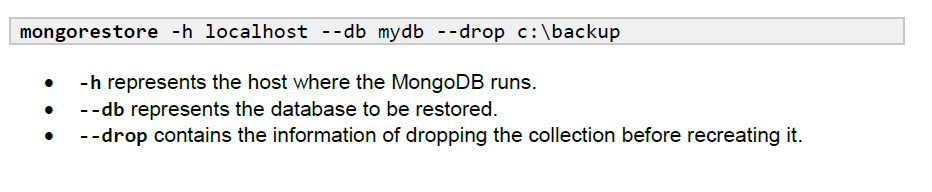 mongorestore -h localhost --db mydb --drop c:\backup
• -h represents the host where the MongoDB runs.
• --db represents the database to be restored.
• --drop contains the information of dropping the collection before recreating it.